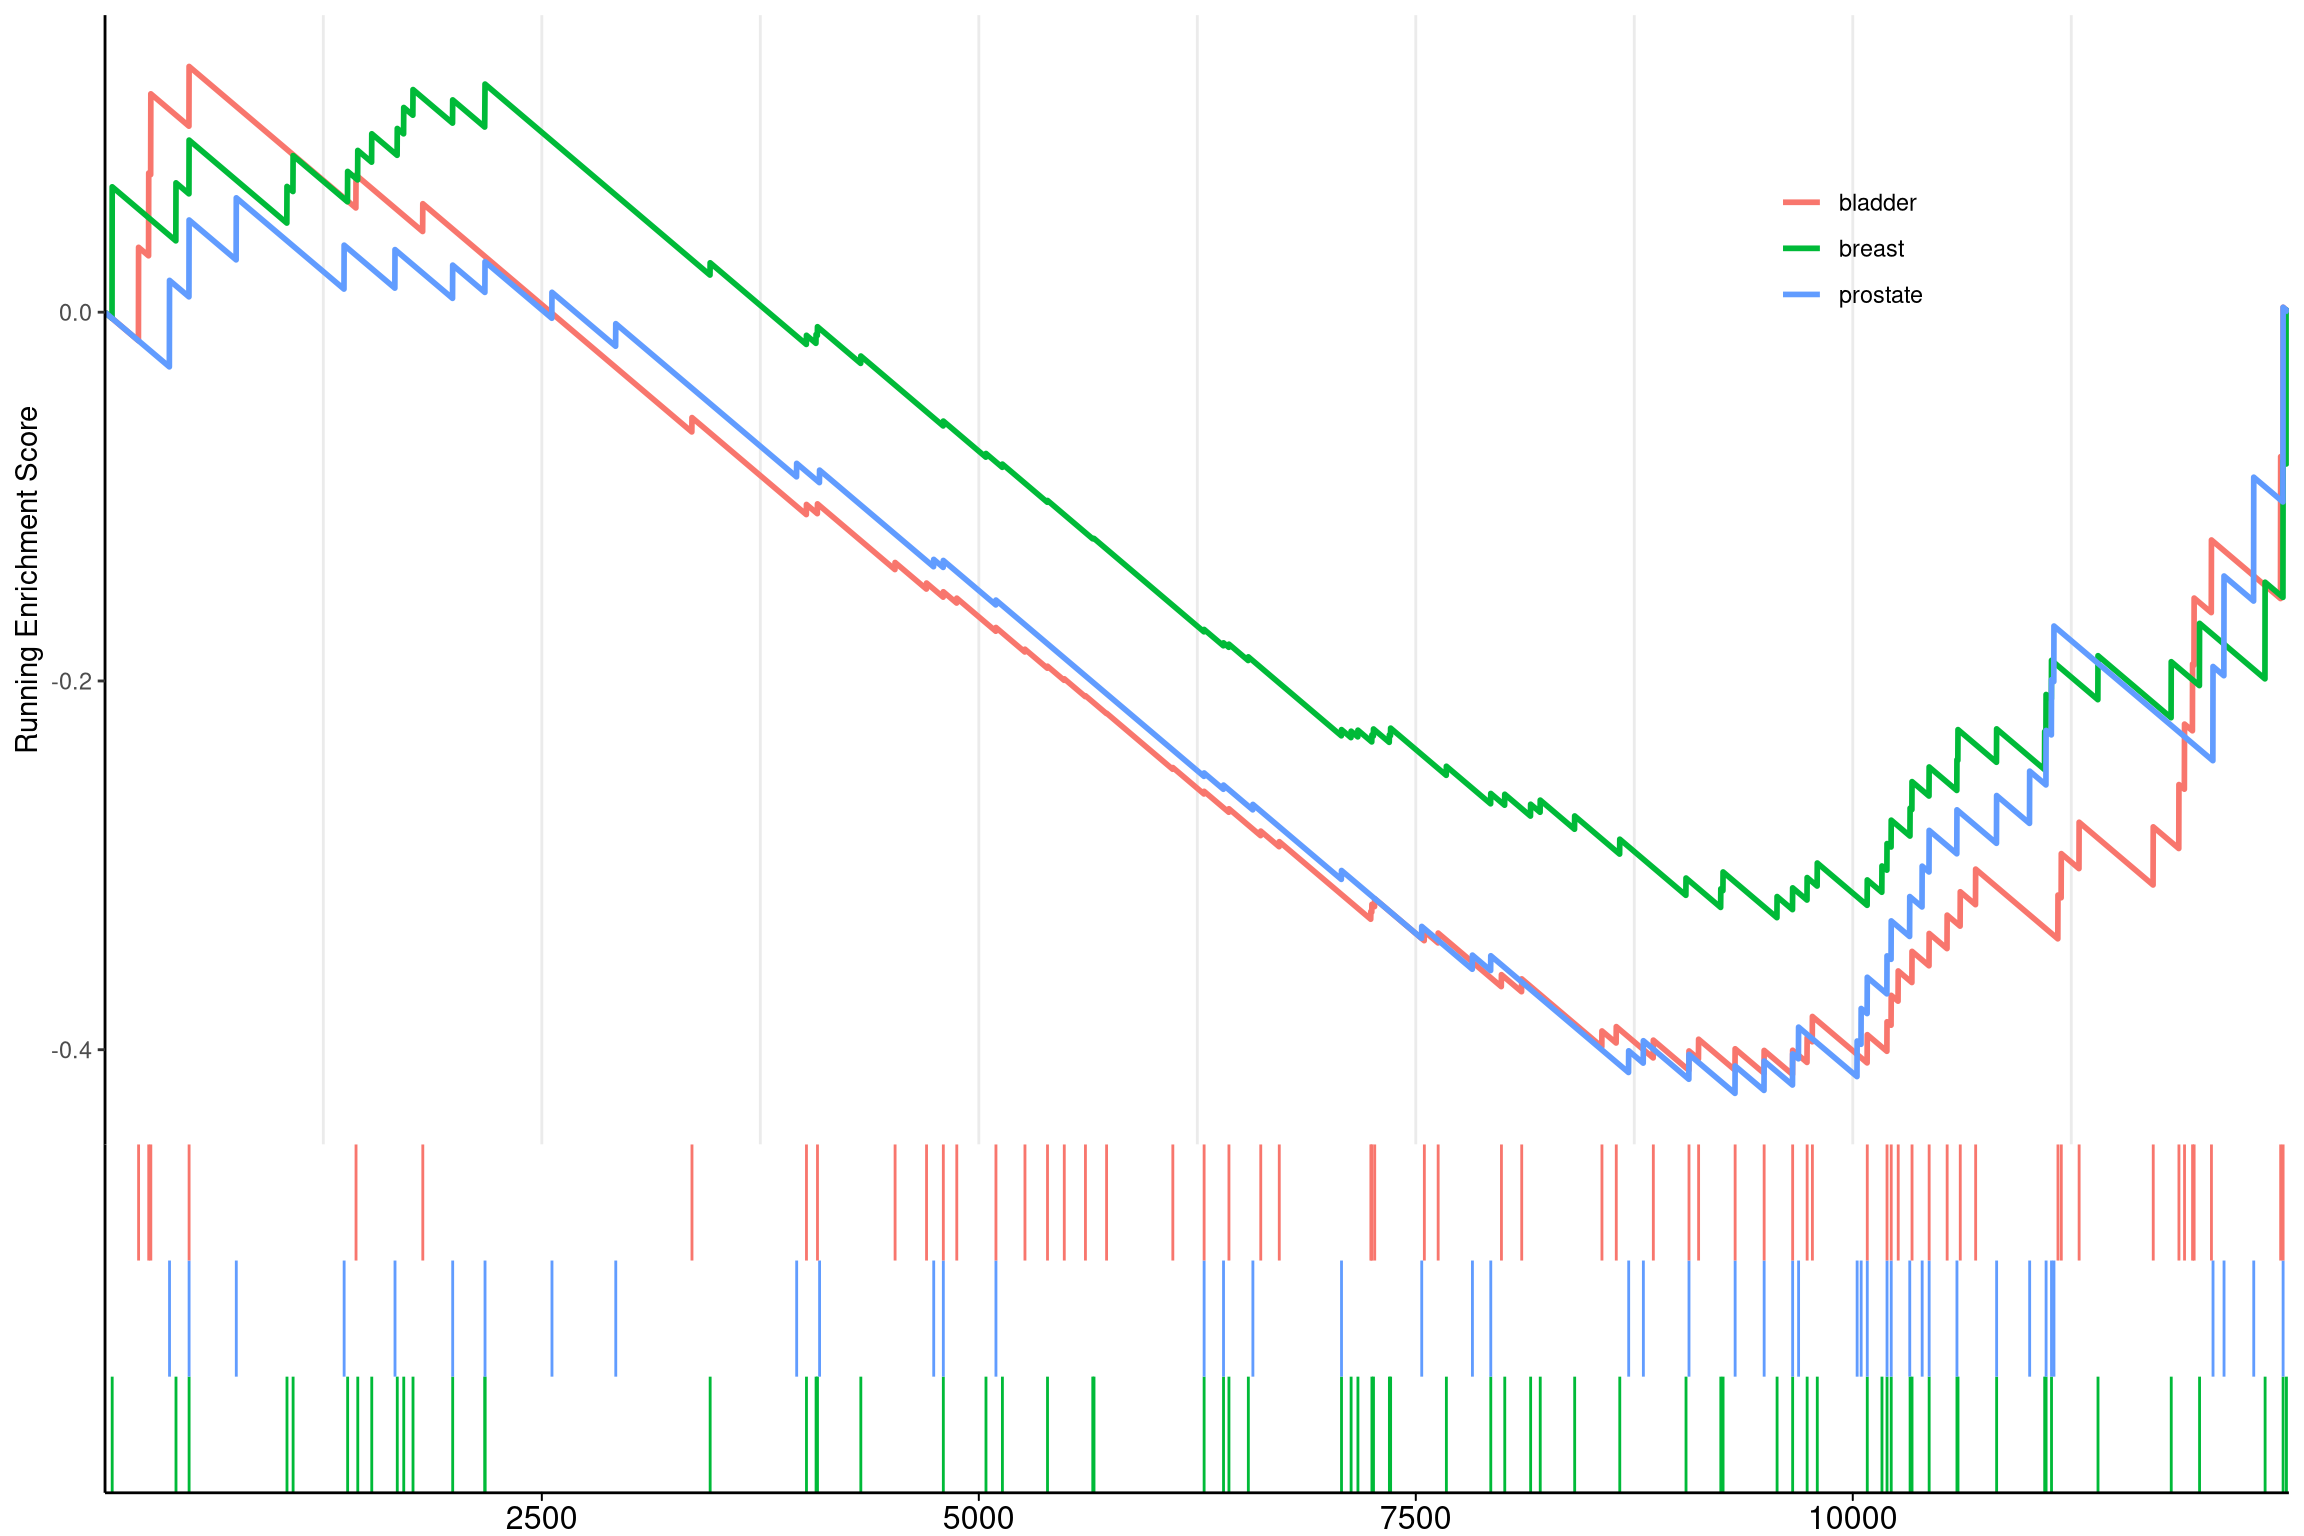 Running Enrichment Score
0.0
-0.2
-0.4
bladder
breast
prostate
2500 5000 7500 10000